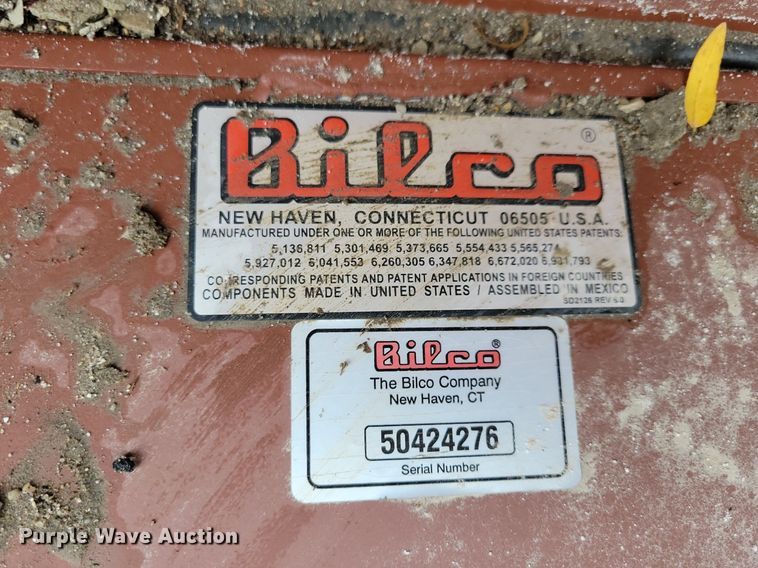 Bilco ®
NEW HAVEN, CONNECTICUT 06505 U.S.A.
MANUFACTURED UNDER ONE OR MORE OF THE FOLLOWING UNITED STATES PATENTS:
5,136,811 5,301,469 5,373,665 5,554,433 5,565,274
5,927,012 6,041,553 6,260,305 6,347,818 6,672,020 6,931,793
CORRESPONDING PATENTS AND PATENT APPLICATIONS IN FOREIGN COUNTRIES
COMPONENTS MADE IN UNITED STATES / ASSEMBLED IN MEXICO
SD2126 REV 5.0
Bilco ®
The Bilco Company
New Haven, CT
50424276
Serial Number
Purple Wave Auction